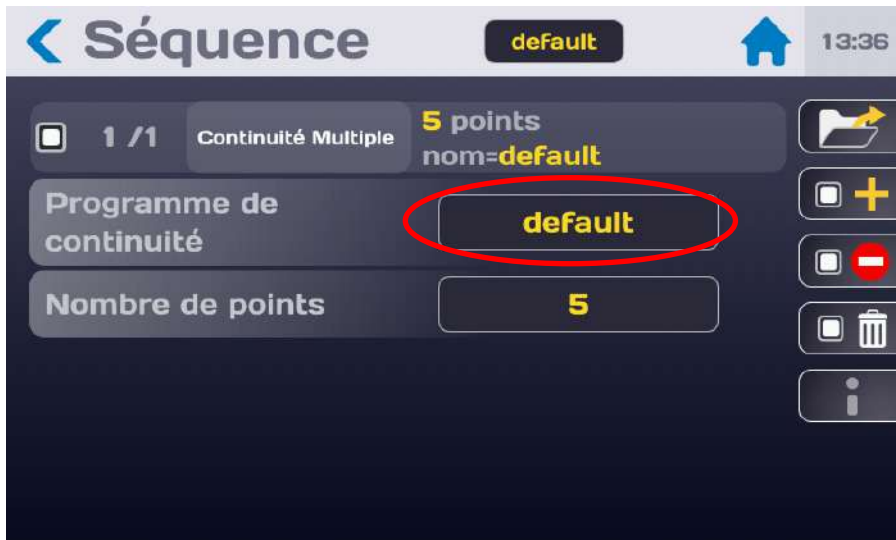 Séquence
default
13:36
1 /1
Continuité Multiple
5 points
nom=default
Programme de
continuité
default
Nombre de points
5